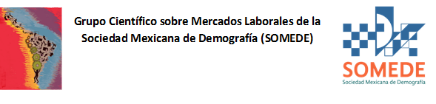 Grupo Científico sobre Mercados Laborales de la
Sociedad Mexicana de Demografía (SOMEDE)
SOMEDE
Sociedad Mexicana de Demografía